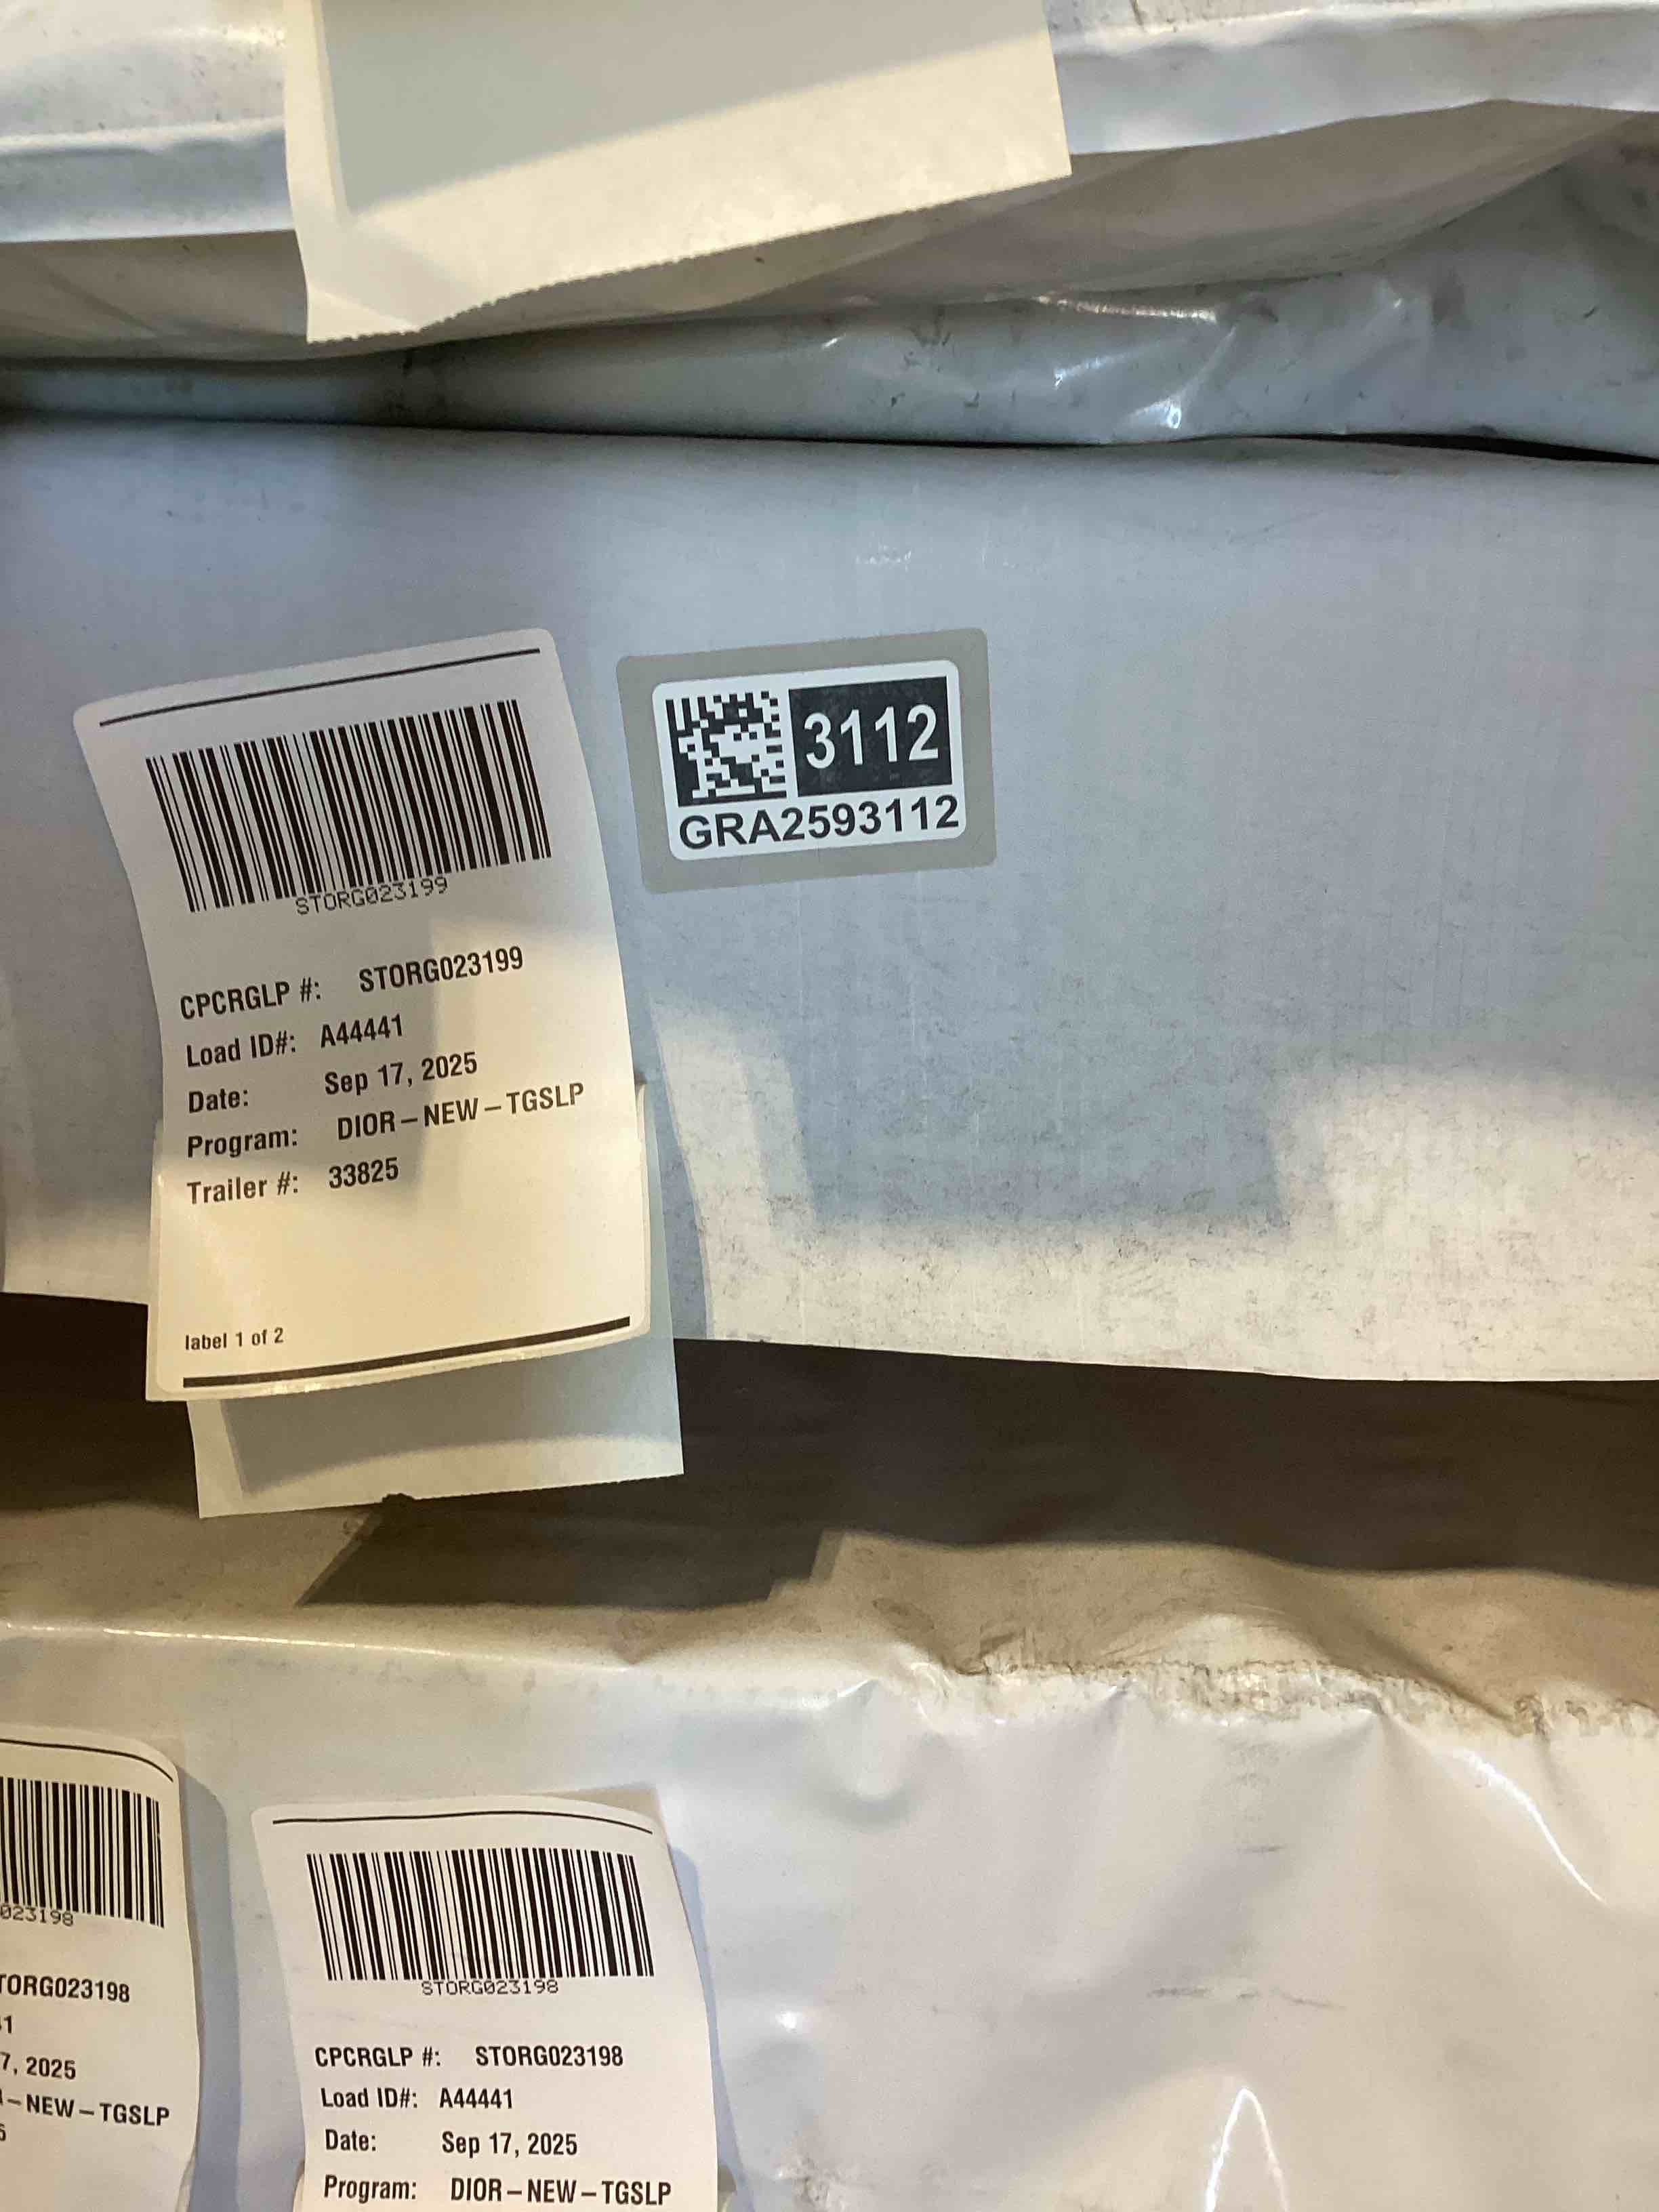 STORG023199
CPCRGLP #: STORG023199
Load ID#: A44441
Date: Sep 17, 2025
Program: DIOR–NEW–TGSLP
Trailer #: 33825
label 1 of 2
3112
GRA2593112
023198
TORG023198
1
7, 2025
–NEW–TGSLP
STORG023198
CPCRGLP #: STORG023198
Load ID#: A44441
Date: Sep 17, 2025
Program: DIOR–NEW–TGSLP